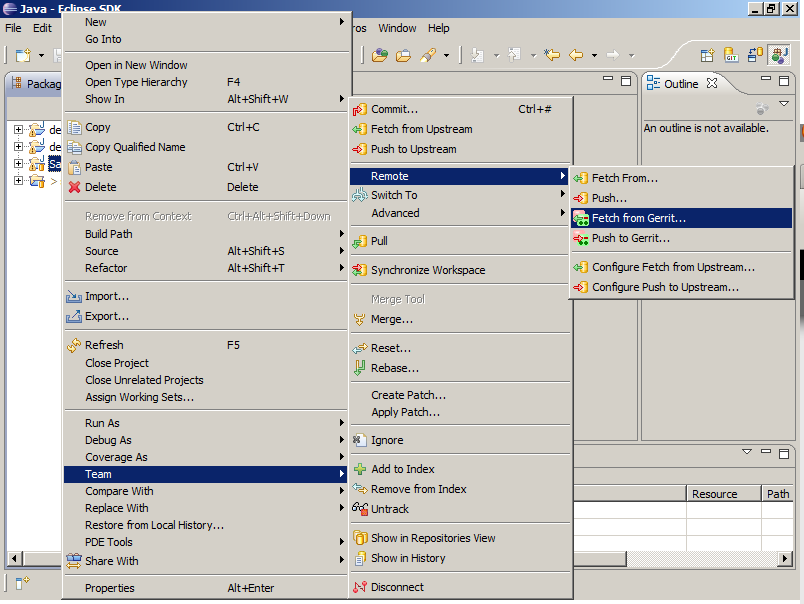 Java - Eclipse SDK
File Edit
ros Window Help
Packag
de
de
Sa
>
New
Go Into
Open in New Window
Open Type Hierarchy F4
Show In Alt+Shift+W
Copy Ctrl+C
Copy Qualified Name
Paste Ctrl+V
Delete Delete
Remove from Context Ctrl+Alt+Shift+Down
Build Path
Source Alt+Shift+S
Refactor Alt+Shift+T
Import...
Export...
Refresh F5
Close Project
Close Unrelated Projects
Assign Working Sets...
Run As
Debug As
Coverage As
Team
Compare With
Replace With
Restore from Local History...
PDE Tools
Share With
Properties Alt+Enter
Commit... Ctrl+#
Fetch from Upstream
Push to Upstream
Remote
Switch To
Advanced
Pull
Synchronize Workspace
Merge Tool
Merge...
Reset...
Rebase...
Create Patch...
Apply Patch...
Ignore
Add to Index
Remove from Index
Untrack
Show in Repositories View
Show in History
Disconnect
Fetch From...
Push...
Fetch from Gerrit...
Push to Gerrit...
Configure Fetch from Upstream...
Configure Push to Upstream...
GIT
Outline
An outline is not available.
Resource Path